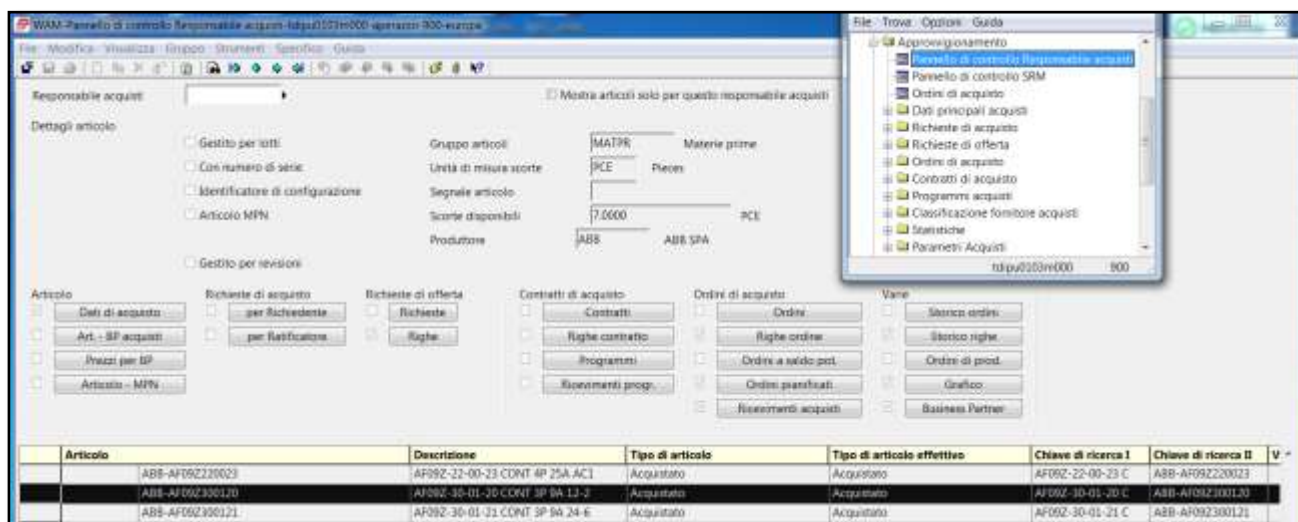 WAM-Pannello di controllo Responsabile acquisti-tdipu0103m000-operatori-900-europe
File Modifica Visualizza Gruppo Strumenti Specifica Guida
Responsabile acquisti
Mostra articoli solo per questo responsabile acquisti
Dettagli articolo
Gestito per lotti
Gruppo articoli MATPR Materie prime
Con numero di serie
Unità di misura scorte PCE Pieces
Identificatore di configurazione
Segnale articolo
Articolo MPN
Scorte disponibili 7.0000 PCE
Produttore ABB ABB SPA
Gestito per revisioni
File Trova Opzioni Guida
Approvvigionamento
Pannello di controllo Responsabile acquisti
Pannello di controllo SRM
Ordini di acquisto
Dati principali acquisti
Richieste di acquisto
Richieste di offerta
Ordini di acquisto
Contratti di acquisto
Programmi acquisti
Classificazione fornitore acquisti
Statistiche
Parametri Acquisti
tdipu0103m000 900
Articolo Richieste di acquisto Richieste di offerta Contratti di acquisto Ordini di acquisto Varie
Dati di acquisto per Richiedente Richieste Contratti Ordini Storico ordini
Art. - BP acquisti per Ratificatore Righe Righe contratto Righe ordine Storico righe
Prezzi per BP Programmi Ordini a saldo post. Ordini di prod.
Articolo - MPN Ricevimenti progr. Ordini pianificati Grafico
Ricevimenti acquisti Business Partner
Articolo Descrizione Tipo di articolo Tipo di articolo effettivo Chiave di ricerca I Chiave di ricerca II V
ABB-AF09Z220023 AF09Z-22-00-23 CONT 4P 25A AC1 Acquistato Acquistato AF09Z-22-00-23 C ABB-AF09Z220023
ABB-AF09Z300120 AF09Z-30-01-20 CONT 3P 9A 12-2 Acquistato Acquistato AF09Z-30-01-20 C ABB-AF09Z300120
ABB-AF09Z300121 AF09Z-30-01-21 CONT 3P 9A 24-6 Acquistato Acquistato AF09Z-30-01-21 C ABB-AF09Z300121